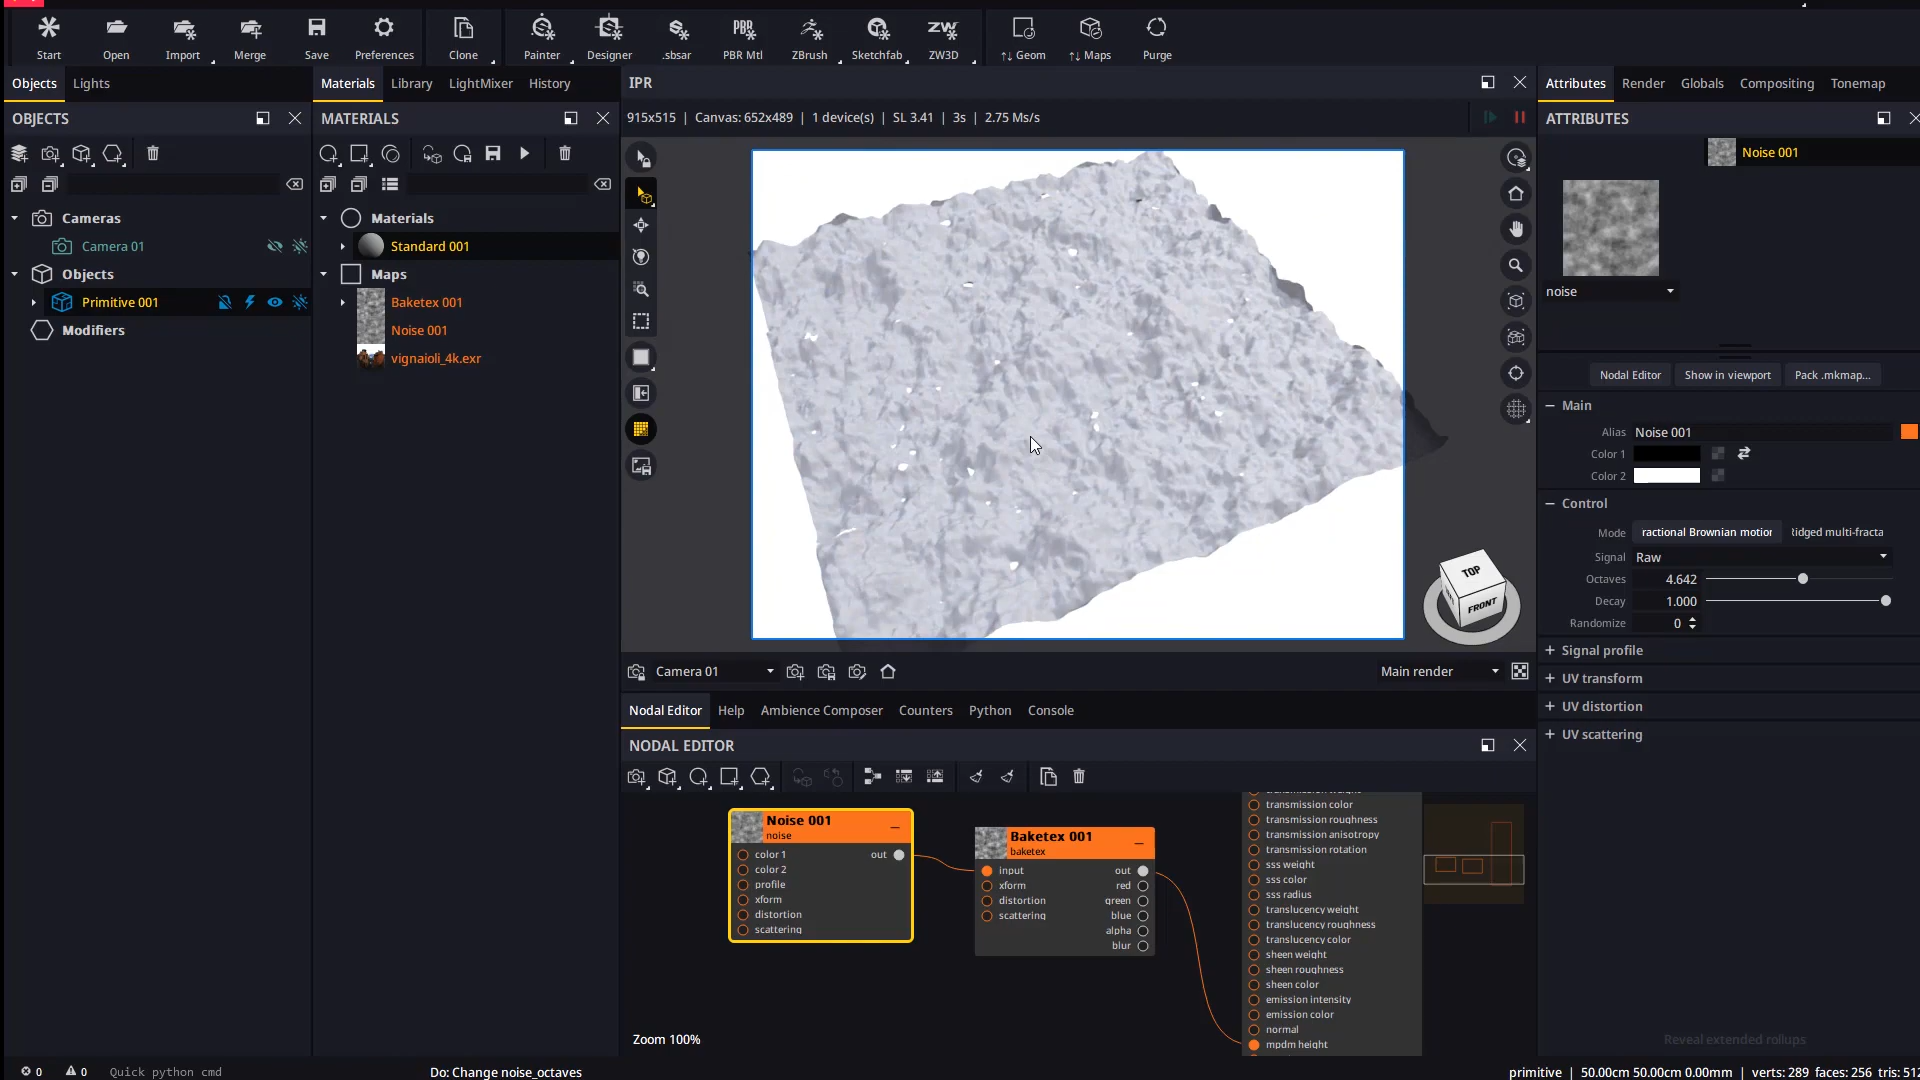 Start
Open
Import
Merge
Save
Preferences
Clone
Painter
Designer
.sbsar
PBR Mtl
ZBrush
Sketchfab
ZW3D
↑↓ Geom
↑↓ Maps
Purge
Objects
Lights
Materials
Library
LightMixer
History
IPR
Attributes
Render
Globals
Compositing
Tonemap
OBJECTS
MATERIALS
915x515 | Canvas: 652x489 | 1 device(s) | SL 3.41 | 3s | 2.75 Ms/s
ATTRIBUTES
Noise 001
Cameras
Camera 01
Objects
Primitive 001
Modifiers
Materials
Standard 001
Maps
Baketex 001
Noise 001
vignaioli_4k.exr
noise
Nodal Editor
Show in viewport
Pack .mkmap...
Main
Alias Noise 001
Color 1
Color 2
Control
Mode ractional Brownian motior Ridged multi-fracta
Signal Raw
Octaves 4.642
Decay 1.000
Randomize 0
Signal profile
UV transform
UV distortion
UV scattering
Reveal extended rollups
TOP
FRONT
Camera 01
Main render
Nodal Editor
Help
Ambience Composer
Counters
Python
Console
NODAL EDITOR
Noise 001
noise
color 1 out
color 2
profile
xform
distortion
scattering
Baketex 001
baketex
input out
xform red
distortion green
scattering blue
alpha
blur
transmission weight
transmission color
transmission roughness
transmission anisotropy
transmission rotation
sss weight
sss color
sss radius
translucency weight
translucency roughness
translucency color
sheen weight
sheen roughness
sheen color
emission intensity
emission color
normal
mpdm height
Zoom 100%
0 0 Quick python cmd
Do: Change noise_octaves
primitive | 50.00cm 50.00cm 0.00mm | verts: 289 faces: 256 tris: 512